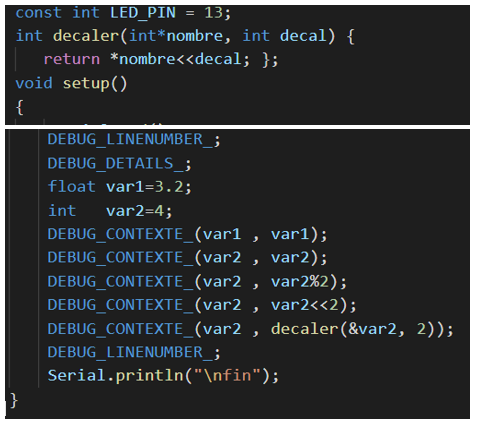 const int LED_PIN = 13;
int decaler(int*nombre, int decal) {
return *nombre<<decal; };
void setup()
{
DEBUG_LINENUMBER_;
DEBUG_DETAILS_;
float var1=3.2;
int   var2=4;
DEBUG_CONTEXTE_(var1 , var1);
DEBUG_CONTEXTE_(var2 , var2);
DEBUG_CONTEXTE_(var2 , var2%2);
DEBUG_CONTEXTE_(var2 , var2<<2);
DEBUG_CONTEXTE_(var2 , decaler(&var2, 2));
DEBUG_LINENUMBER_;
Serial.println("\nfin");
}